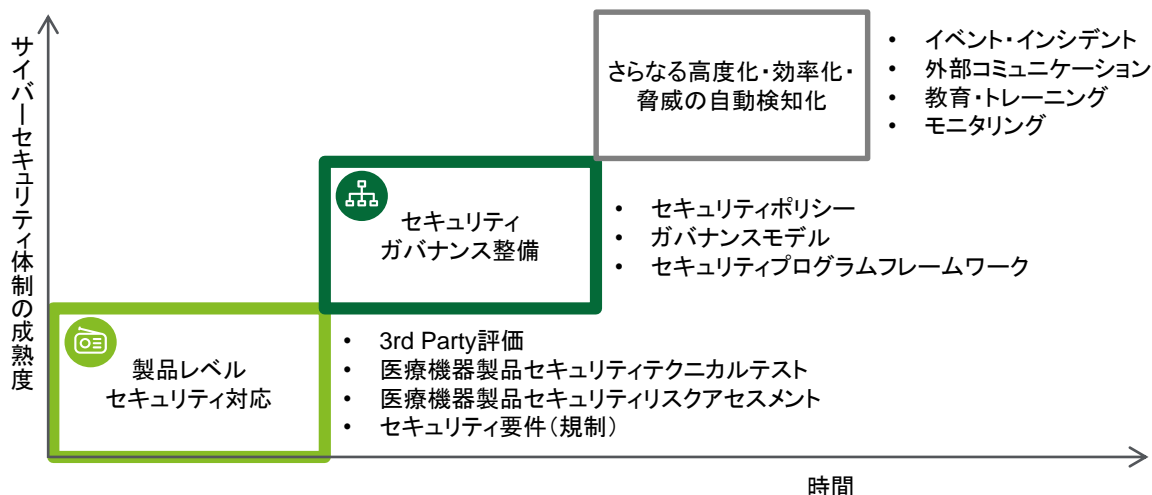 サイバーセキュリティ体制の成熟度
さらなる高度化・効率化・
脅威の自動検知化
• イベント・インシデント
• 外部コミュニケーション
• 教育・トレーニング
• モニタリング
セキュリティ
ガバナンス整備
• セキュリティポリシー
• ガバナンスモデル
• セキュリティプログラムフレームワーク
製品レベル
セキュリティ対応
• 3rd Party評価
• 医療機器製品セキュリティテクニカルテスト
• 医療機器製品セキュリティリスクアセスメント
• セキュリティ要件（規制）
時間